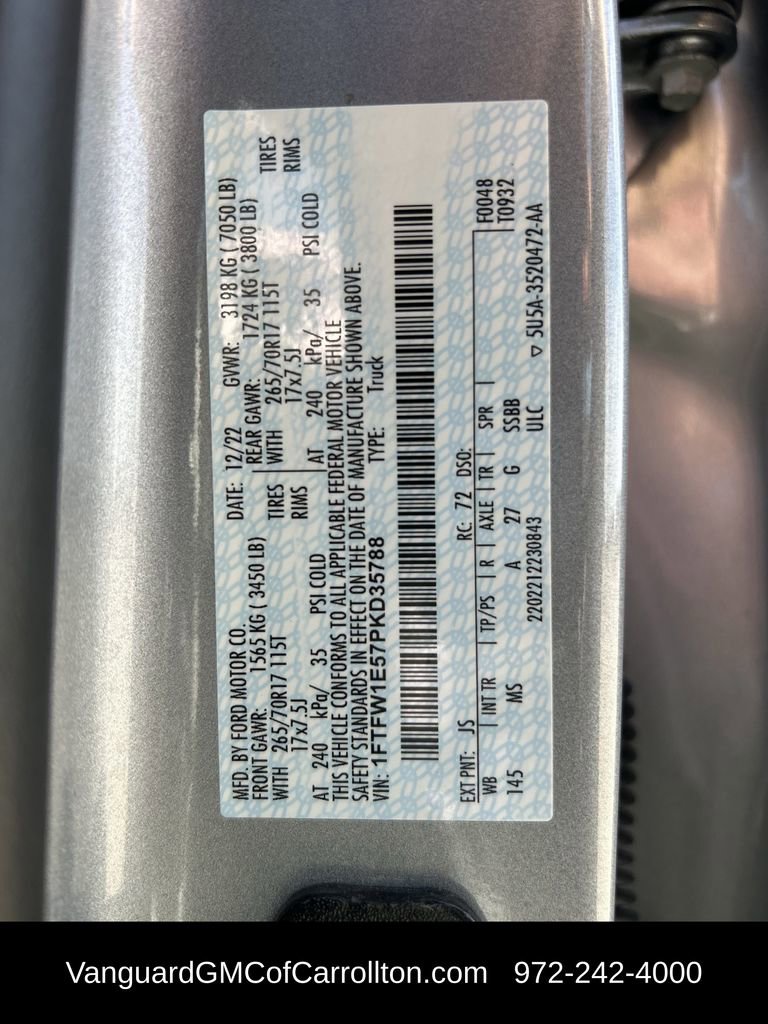 MFD. BY FORD MOTOR CO.
DATE: 12/22
GVWR: 3198 KG ( 7050 LB)
FRONT GAWR: 1565 KG ( 3450 LB)
REAR GAWR: 1724 KG ( 3800 LB)
WITH 265/70R17 115T TIRES
WITH 265/70R17 115T TIRES
17x7.5J RIMS
17x7.5J RIMS
AT 240 kPa/ 35 PSI COLD
AT 240 kPa/ 35 PSI COLD
THIS VEHICLE CONFORMS TO ALL APPLICABLE FEDERAL MOTOR VEHICLE
SAFETY STANDARDS IN EFFECT ON THE DATE OF MANUFACTURE SHOWN ABOVE.
VIN: 1FTFW1E57PKD35788
TYPE: Truck
F0048
T0932
EXT PNT: JS RC: 72 DSO:
WB | INT TR | TP/PS | R | AXLE | TR | SPR |
145 MS A 27 G SSBB
2202212230843 ULC ▽ 5U5A-3520472-AA
VanguardGMCofCarrollton.com 972-242-4000